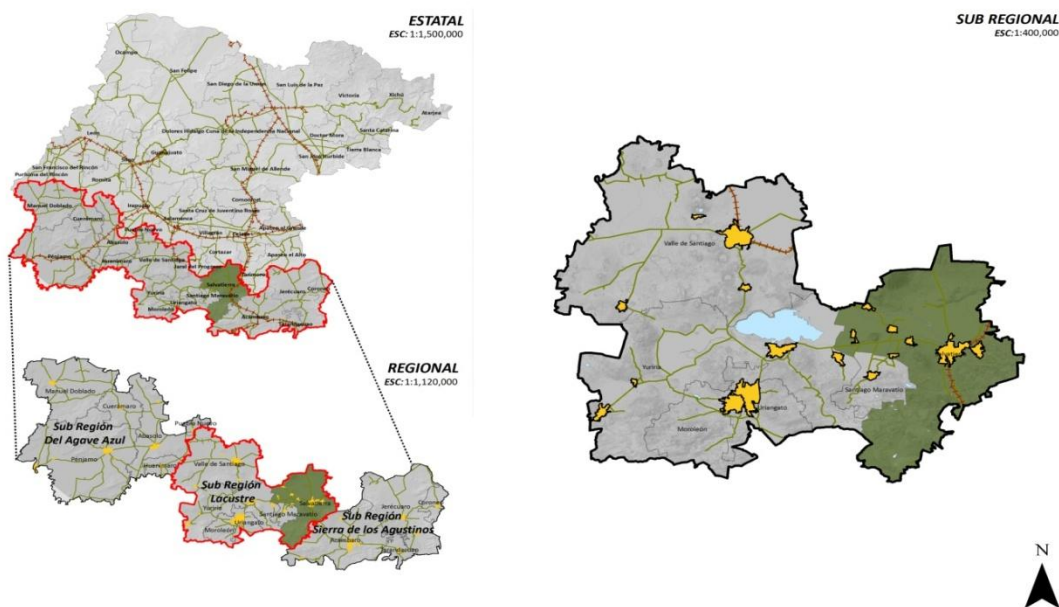 ESTATAL
ESC: 1:1,500,000
Ocampo
San Felipe
San Diego de la Unión
San Luis de la Paz
Victoria
Xichú
Atarjea
Santa Catarina
Doctor Mora
Tierra Blanca
Dolores Hidalgo Cuna de la Independencia Nacional
San José Iturbide
León
Guanajuato
Silao
San Francisco del Rincón
Purísima del Rincón
Romita
San Miguel de Allende
Manuel Doblado
Cuerámaro
Irapuato
Salamanca
Santa Cruz de Juventino Rosas
Comonfort
Villagrán
Celaya
Apaseo el Grande
Apaseo el Alto
Cortazar
Abasolo
Pénjamo
Valle de Santiago
Jaral del Progreso
Salvatierra
Yuriria
Uriangato
Santiago Maravatío
Moroleón
Jerécuaro
Acámbaro
REGIONAL
ESC: 1:1,120,000
Manuel Doblado
Cuerámaro
Sub Región
Del Agave Azul
Abasolo
Pueblo Nuevo
Pénjamo
Huanímaro
Valle de Santiago
Sub Región
Lacustre
Yuriria
Uriangato
Moroleón
Santiago Maravatío
Salvatierra
Jerécuaro
Coroneo
Sub Región
Sierra de los Agustinos
Acámbaro
Tarandacuao
SUB REGIONAL
ESC:1:400,000
Valle de Santiago
Yuriria
Uriangato
Moroleón
Santiago Maravatío
N